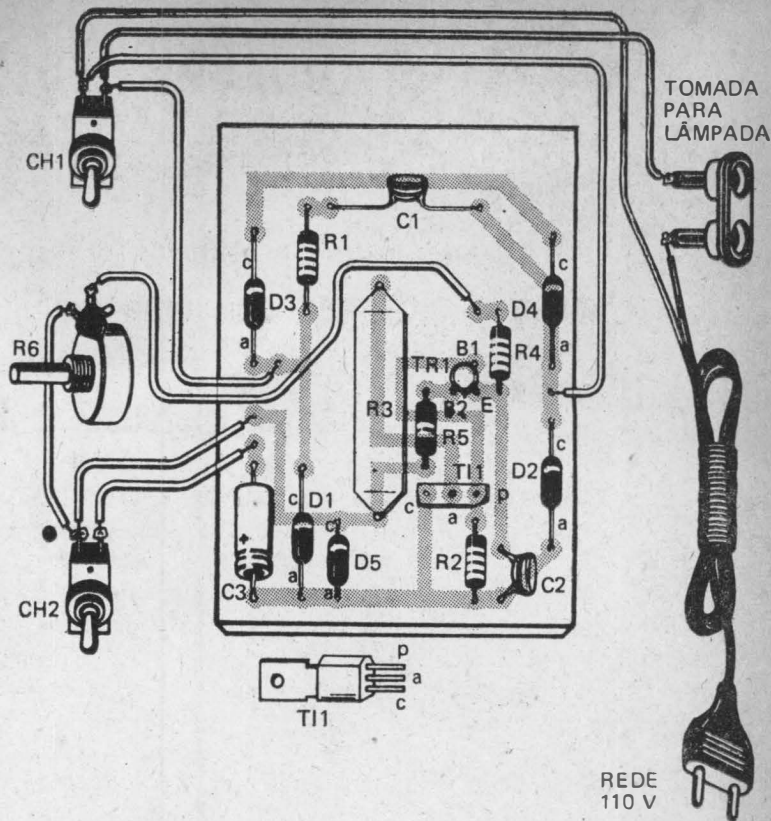 TOMADA
PARA
LÂMPADA
CH1
C1
R1
c
D3
a
c
D4
a
B1
R4
TR1
R6
R3
B2
E
R5
TI1
c
a
p
c
D2
a
c
D1
a
c
D5
a
+
C3
R2
C2
CH2
p
a
c
TI1
REDE
110 V